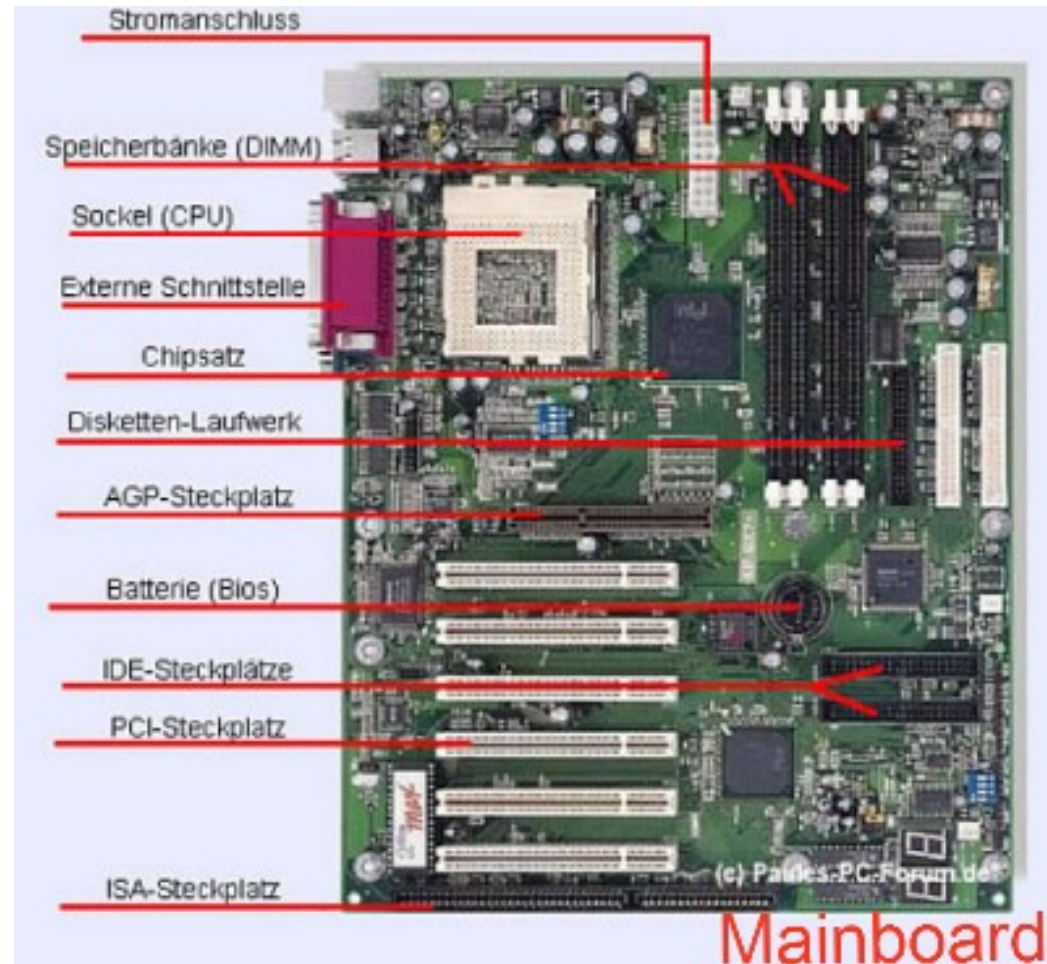 Stromanschluss
Speicherbänke (DIMM)
Sockel (CPU)
Externe Schnittstelle
Chipsatz
Disketten-Laufwerk
AGP-Steckplatz
Batterie (Bios)
IDE-Steckplätze
PCI-Steckplatz
ISA-Steckplatz
(c) Paules-PC-Forum.de
Mainboard